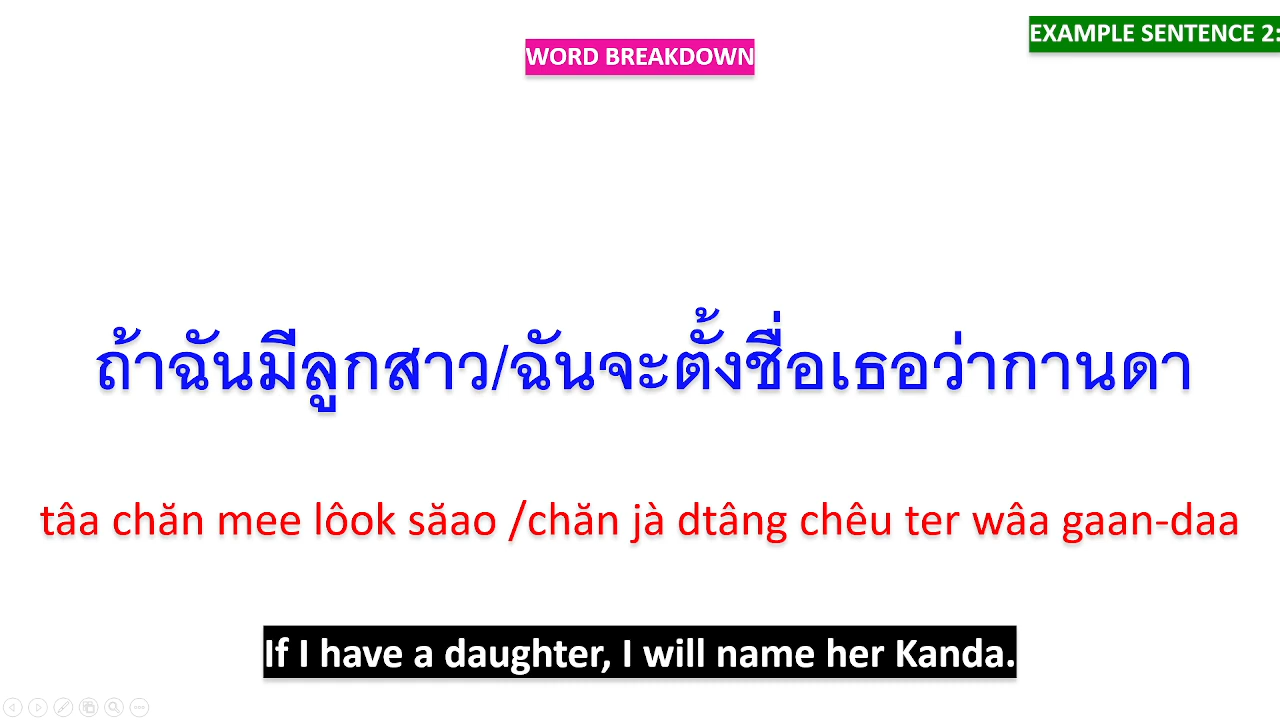 EXAMPLE SENTENCE 2:
WORD BREAKDOWN
ถ้าฉันมีลูกสาว/ฉันจะตั้งชื่อเธอว่ากานดา
tâa chăn mee lôok săao /chăn jà dtâng chêu ter wâa gaan-daa
If I have a daughter, I will name her Kanda.